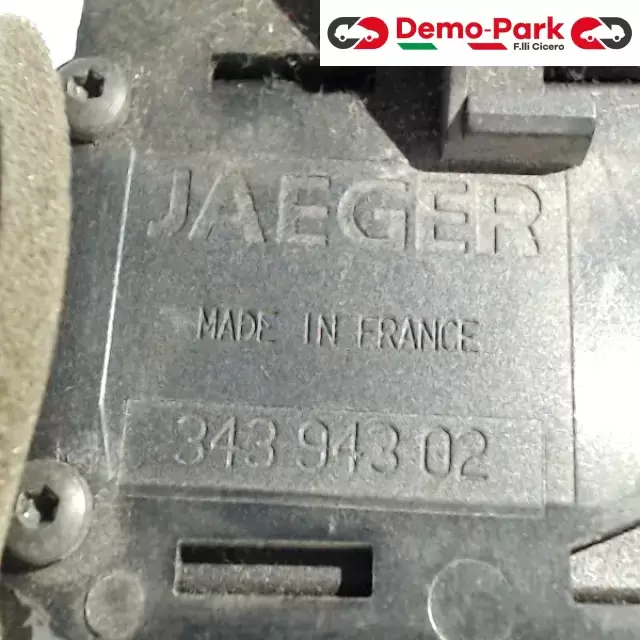 Demo-Park
F.lli Cicero
JAEGER
MADE IN FRANCE
343 943 02